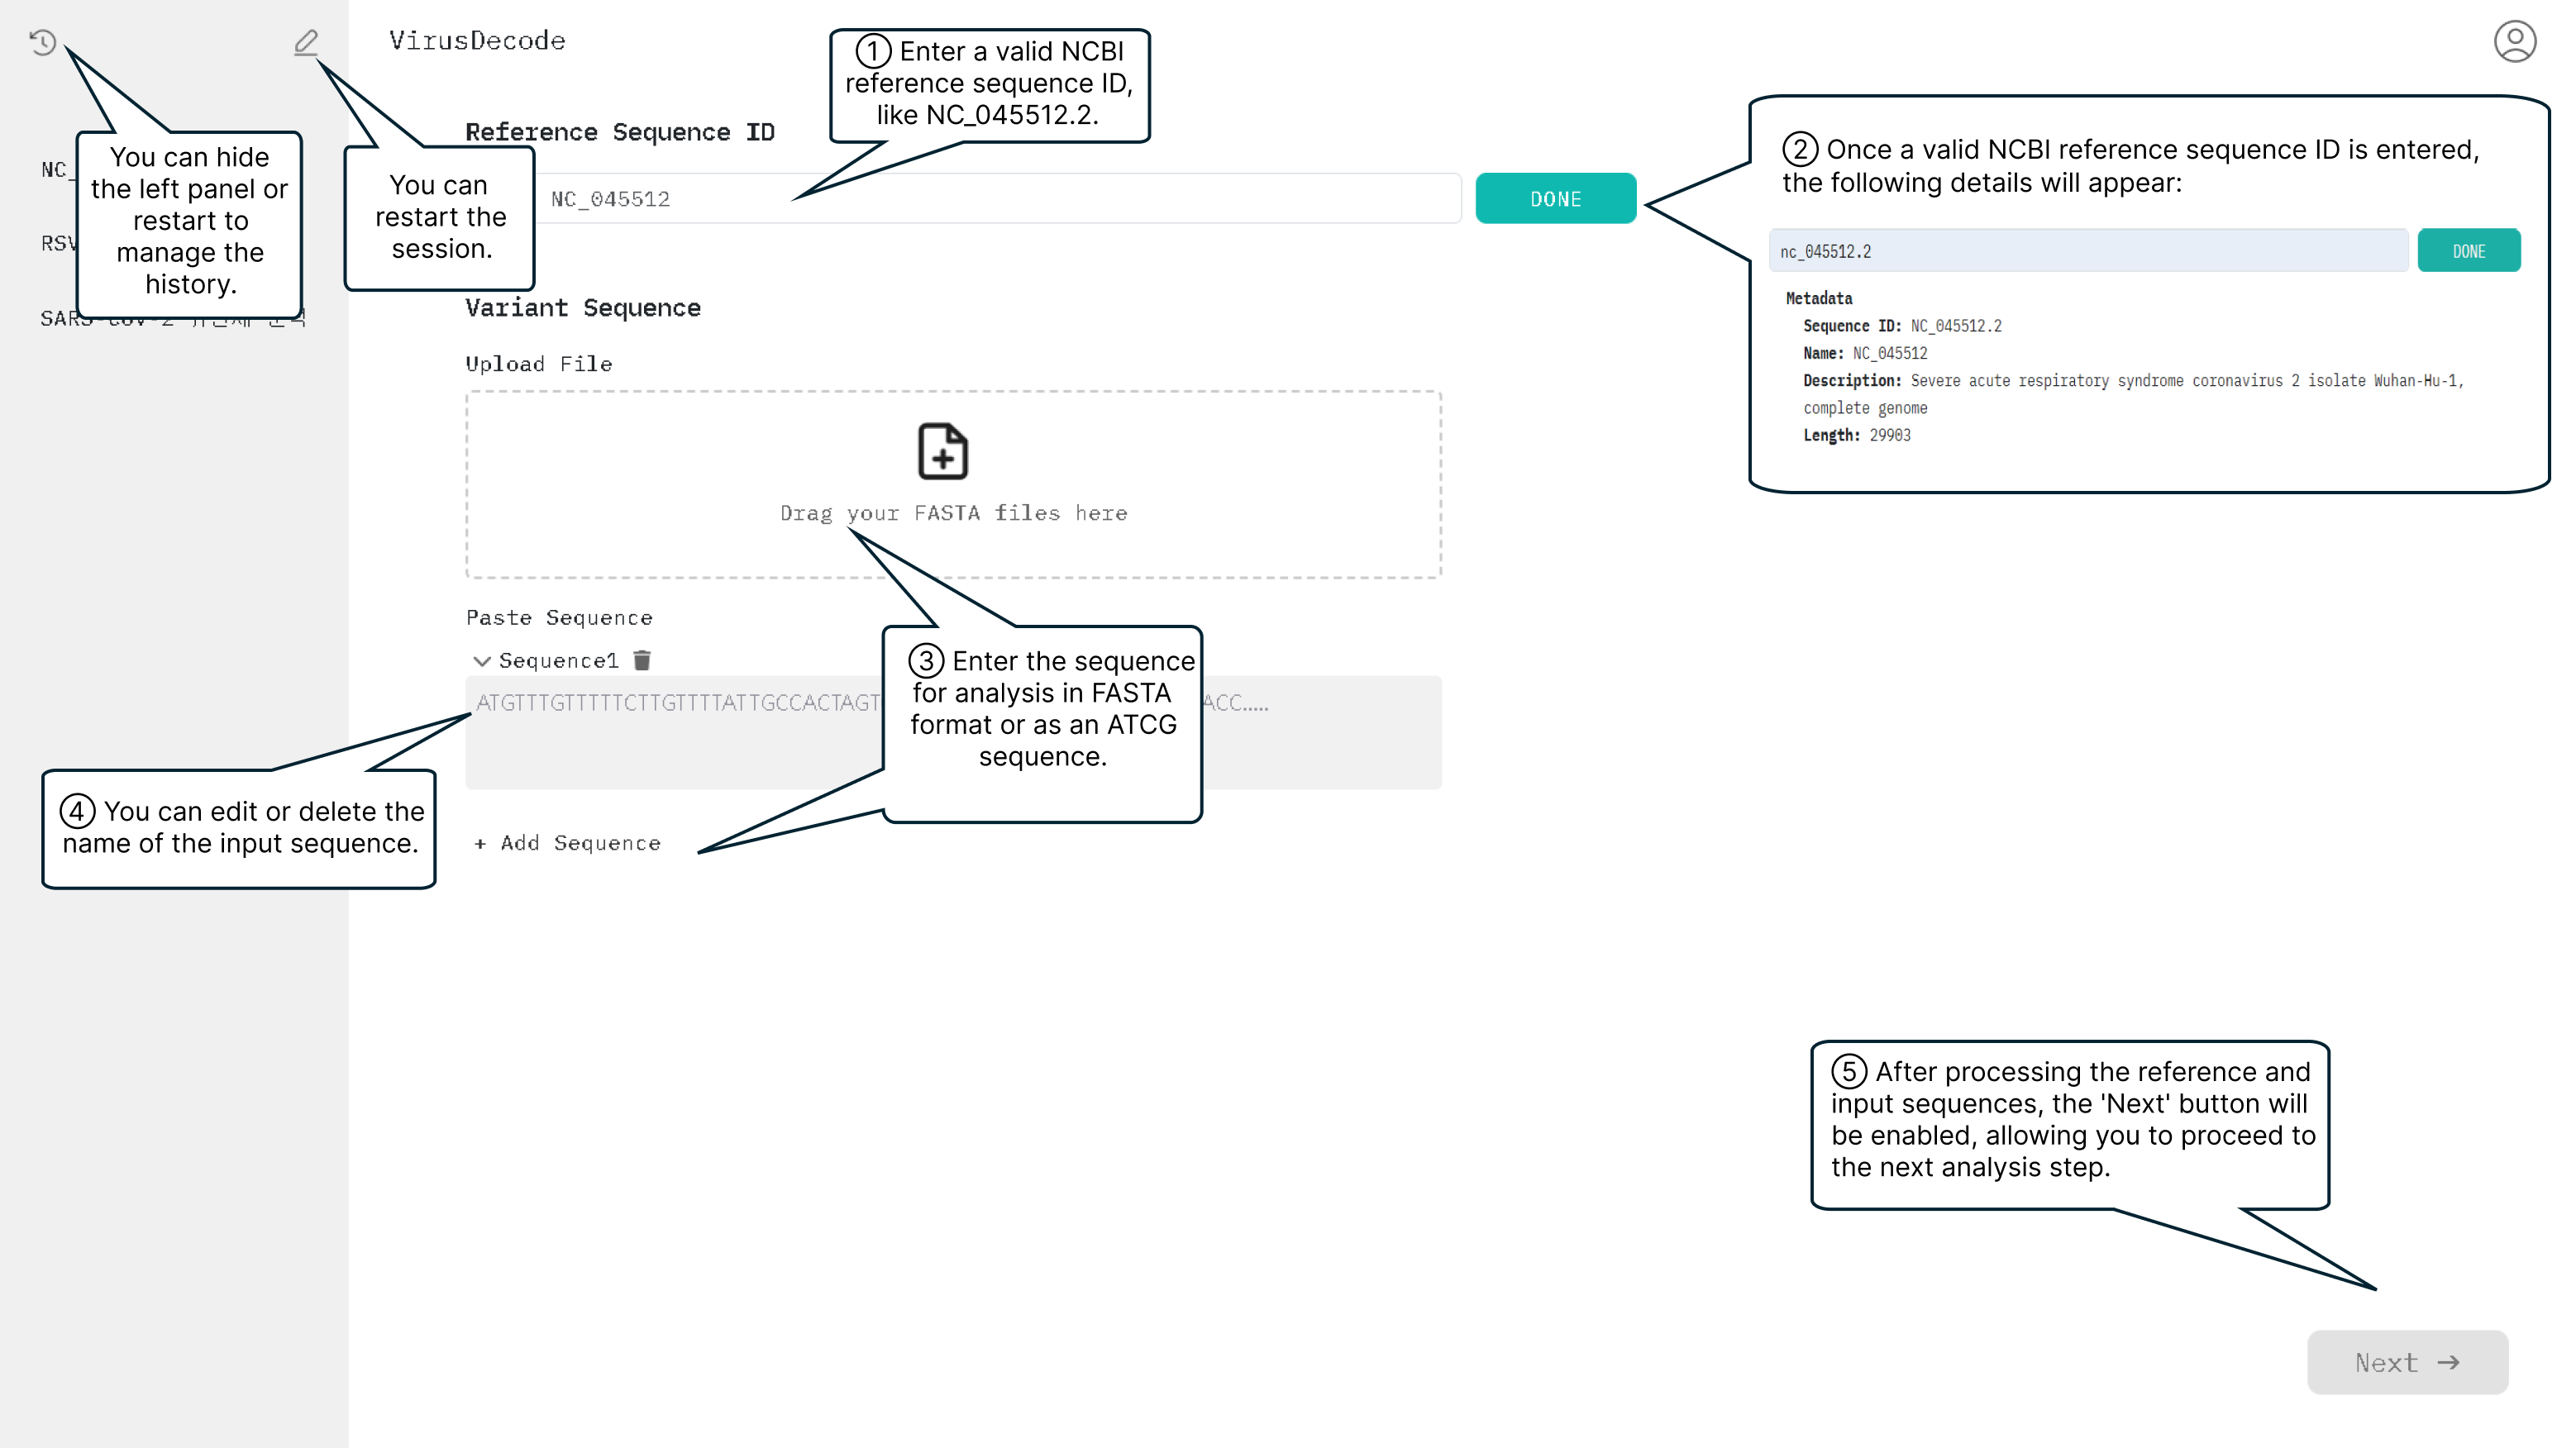 VirusDecode
① Enter a valid NCBI
reference sequence ID,
like NC_045512.2.
You can hide
the left panel or
restart to
manage the
history.
You can
restart the
session.
NC_
RSV
SARS-CoV-2
Reference Sequence ID
NC_045512
DONE
② Once a valid NCBI reference sequence ID is entered,
the following details will appear:
nc_045512.2
DONE
Metadata
Sequence ID: NC_045512.2
Name: NC_045512
Description: Severe acute respiratory syndrome coronavirus 2 isolate Wuhan-Hu-1,
complete genome
Length: 29903
Variant Sequence
Upload File
Drag your FASTA files here
Paste Sequence
Sequence1
ATGTTTGTTTTTCTTGTTTTATTGCCACTAGT
ACC.....
③ Enter the sequence
for analysis in FASTA
format or as an ATCG
sequence.
④ You can edit or delete the
name of the input sequence.
+ Add Sequence
⑤ After processing the reference and
input sequences, the 'Next' button will
be enabled, allowing you to proceed to
the next analysis step.
Next →